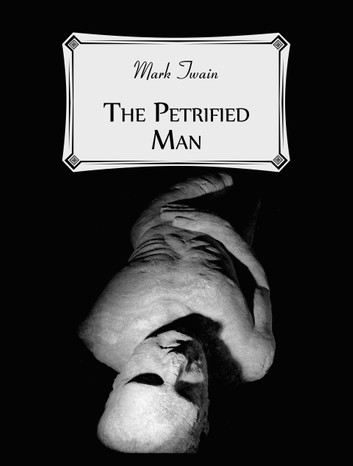 Mark Twain
The Petrified
Man